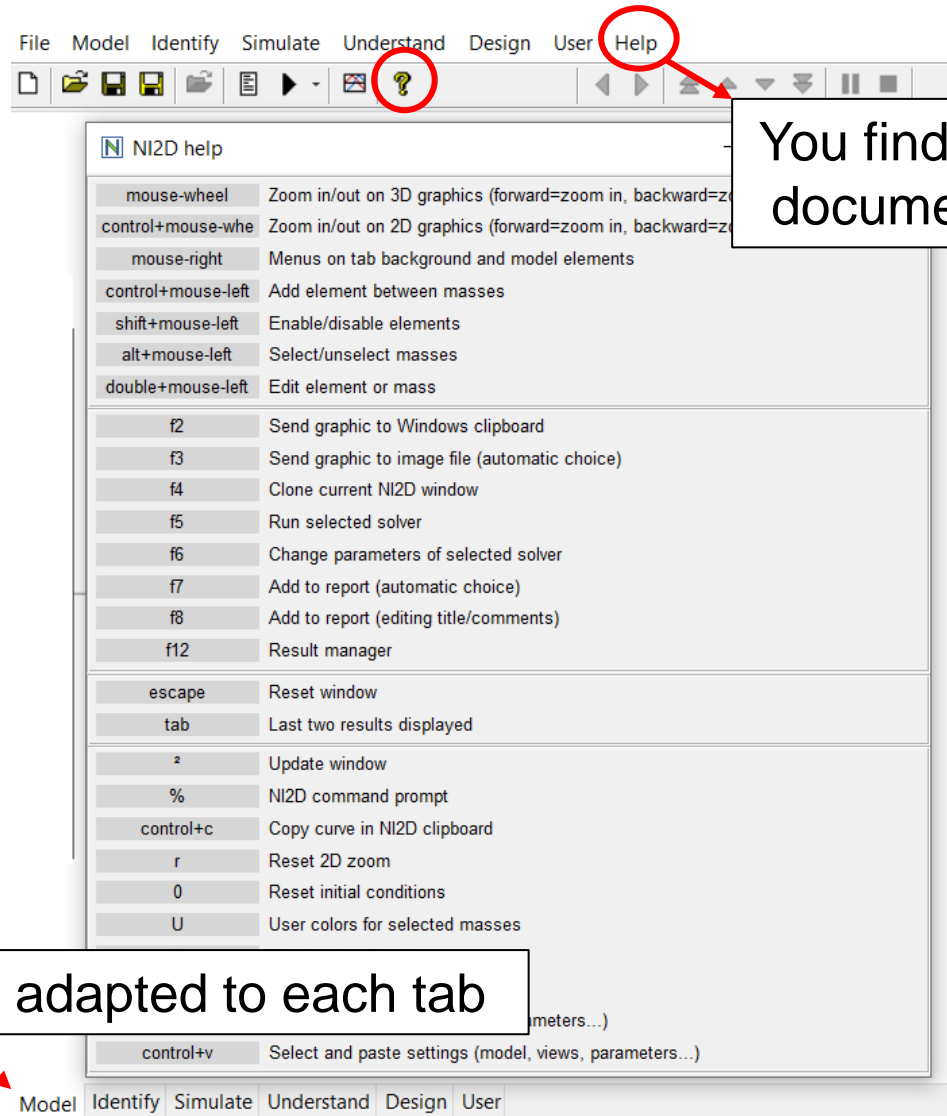 File Model Identify Simulate Understand Design User Help
NI2D help
You find
docume
mouse-wheel Zoom in/out on 3D graphics (forward=zoom in, backward=zo
control+mouse-whe Zoom in/out on 2D graphics (forward=zoom in, backward=zo
mouse-right Menus on tab background and model elements
control+mouse-left Add element between masses
shift+mouse-left Enable/disable elements
alt+mouse-left Select/unselect masses
double+mouse-left Edit element or mass
f2 Send graphic to Windows clipboard
f3 Send graphic to image file (automatic choice)
f4 Clone current NI2D window
f5 Run selected solver
f6 Change parameters of selected solver
f7 Add to report (automatic choice)
f8 Add to report (editing title/comments)
f12 Result manager
escape Reset window
tab Last two results displayed
² Update window
% NI2D command prompt
control+c Copy curve in NI2D clipboard
r Reset 2D zoom
0 Reset initial conditions
U User colors for selected masses
adapted to each tab
meters...)
control+v Select and paste settings (model, views, parameters...)
Model Identify Simulate Understand Design User